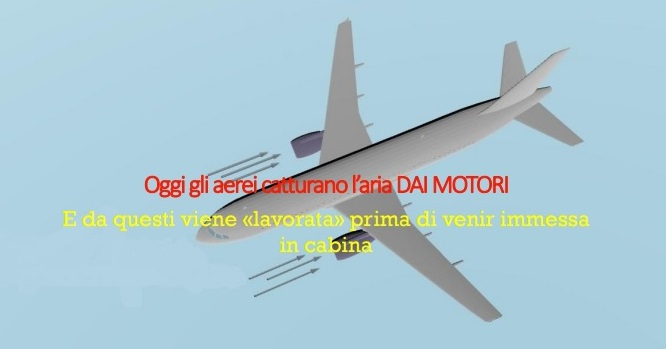 Oggi gli aerei catturano l'aria DAI MOTORI
E da questi viene «lavorata» prima di venir immessa
in cabina